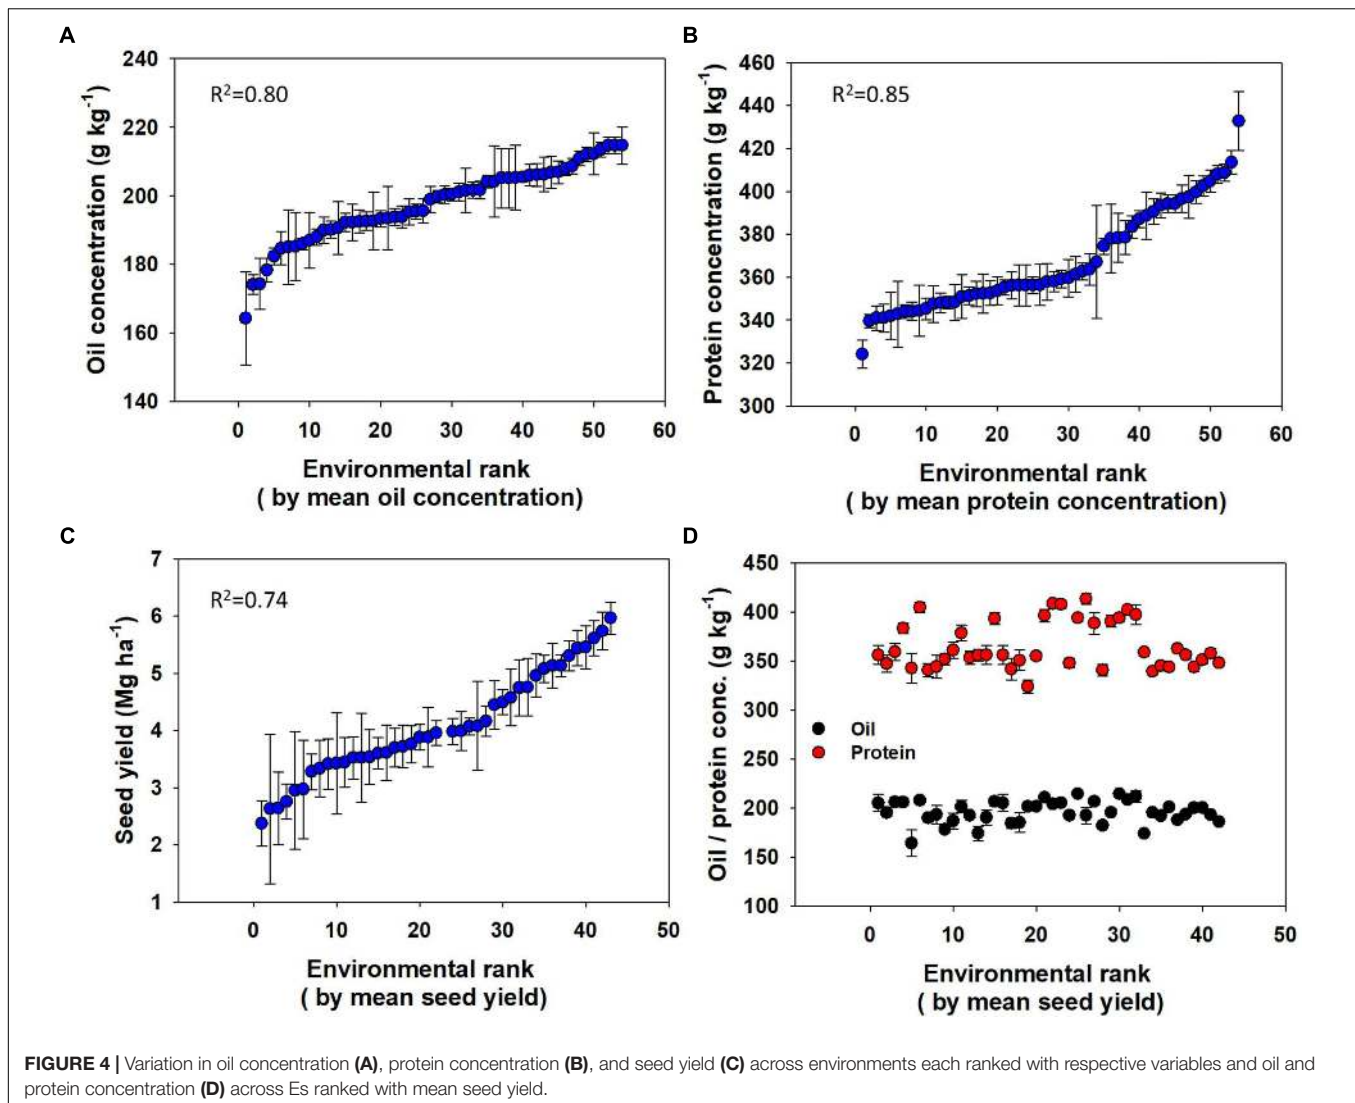 A
240
220
200
180
160
140
Oil concentration (g kg-1)
R2=0.80
0 10 20 30 40 50 60
Environmental rank
( by mean oil concentration)
B
460
440
420
400
380
360
340
320
300
Protein concentration (g kg-1)
R2=0.85
0 10 20 30 40 50 60
Environmental rank
( by mean protein concentration)
C
7
6
5
4
3
2
1
Seed yield (Mg ha-1)
R2=0.74
0 10 20 30 40 50
Environmental rank
( by mean seed yield)
D
450
400
350
300
250
200
150
100
Oil / protein conc. (g kg-1)
Oil
Protein
0 10 20 30 40 50
Environmental rank
( by mean seed yield)
FIGURE 4 | Variation in oil concentration (A), protein concentration (B), and seed yield (C) across environments each ranked with respective variables and oil and
protein concentration (D) across Es ranked with mean seed yield.